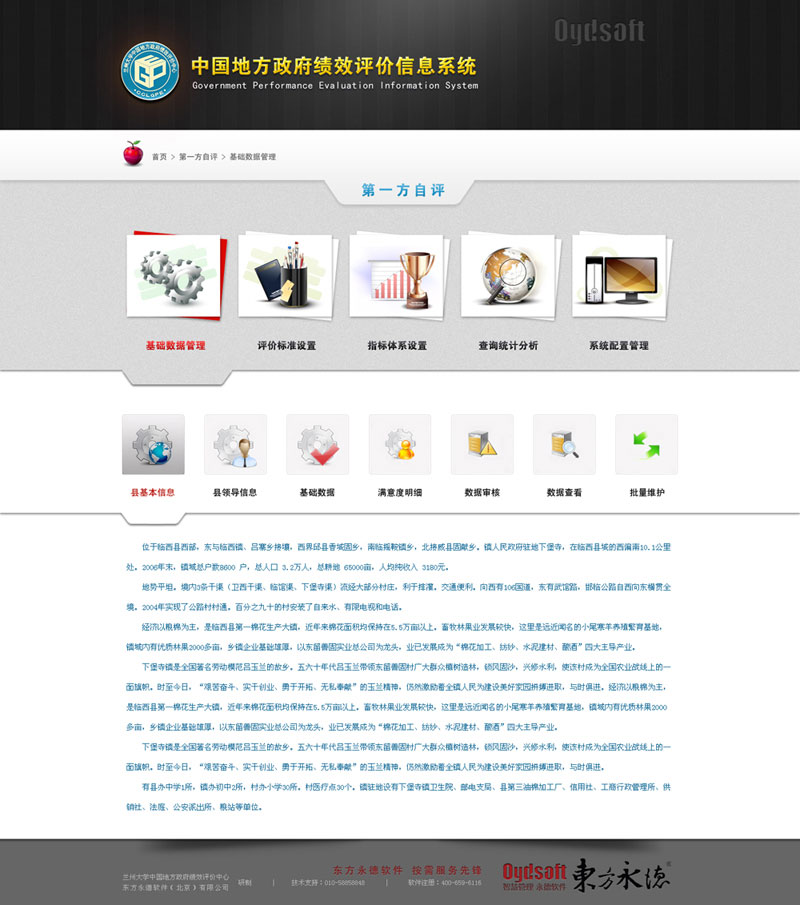 Oydsoft
兰州大学中国地方政府绩效评价中心
GP
CCLGPE
中国地方政府绩效评价信息系统
Government Performance Evaluation Information System
首页 > 第一方自评 > 基础数据管理
第一方自评
基础数据管理 评价标准设置 指标体系设置 查询统计分析 系统配置管理
县基本信息 县领导信息 基础数据 满意度明细 数据审核 数据查看 批量维护
位于临西县西部，东与临西镇、吕寨乡接壤，西界邱县香城固乡，南临摇鞍镇乡，北接威县固献乡。镇人民政府驻地下堡寺，在临西县城的西偏南10.1公里
处。2006年末，镇域总户数8600 户，总人口 3.2万人，总耕地 65000亩，人均纯收入 3180元。
地势平坦。境内3条干渠（卫西干渠、临馆渠、下堡寺渠）流经大部分村庄，利于排灌。交通便利。向西有106国道，东有武馆路，邯临公路自西向东横贯全
境。2004年实现了公路村村通。百分之九十的村安装了自来水、有限电视和电话。
经济以粮棉为主，是临西县第一棉花生产大镇，近年来棉花面积均保持在5.5万亩以上。畜牧林果业发展较快，这里是远近闻名的小尾寒羊养殖繁育基地，
镇域内有优质林果2000多亩，乡镇企业基础雄厚，以东留善固实业总公司为龙头，业已发展成为“棉花加工、纺纱、水泥建材、酿酒”四大主导产业。
下堡寺镇是全国著名劳动模范吕玉兰的故乡。五六十年代吕玉兰带领东留善固村广大群众植树造林，锁风固沙，兴修水利，使该村成为全国农业战线上的一
面旗帜。时至今日，“艰苦奋斗、实干创业、勇于开拓、无私奉献”的玉兰精神，仍然激励着全镇人民为建设美好家园拼搏进取，与时俱进。经济以粮棉为主，
是临西县第一棉花生产大镇，近年来棉花面积均保持在5.5万亩以上。畜牧林果业发展较快，这里是远近闻名的小尾寒羊养殖繁育基地，镇域内有优质林果2000
多亩，乡镇企业基础雄厚，以东留善固实业总公司为龙头，业已发展成为“棉花加工、纺纱、水泥建材、酿酒”四大主导产业。
下堡寺镇是全国著名劳动模范吕玉兰的故乡。五六十年代吕玉兰带领东留善固村广大群众植树造林，锁风固沙，兴修水利，使该村成为全国农业战线上的一
面旗帜。时至今日，“艰苦奋斗、实干创业、勇于开拓、无私奉献”的玉兰精神，仍然激励着全镇人民为建设美好家园拼搏进取，与时俱进。
有县办中学1所，镇办初中2所，村办小学30所。村医疗点30个。镇驻地设有下堡寺镇卫生院、邮电支局、县第三油棉加工厂、信用社、工商行政管理所、供
销社、法庭、公安派出所、粮站等单位。
东方永德软件 按需服务先锋
兰州大学中国地方政府绩效评价中心
东方永德软件(北京)有限公司
研制 | 技术支持：010-58858848 | 软件注册：400-659-6116
Oydsoft
智慧管理 永德软件
東方永德